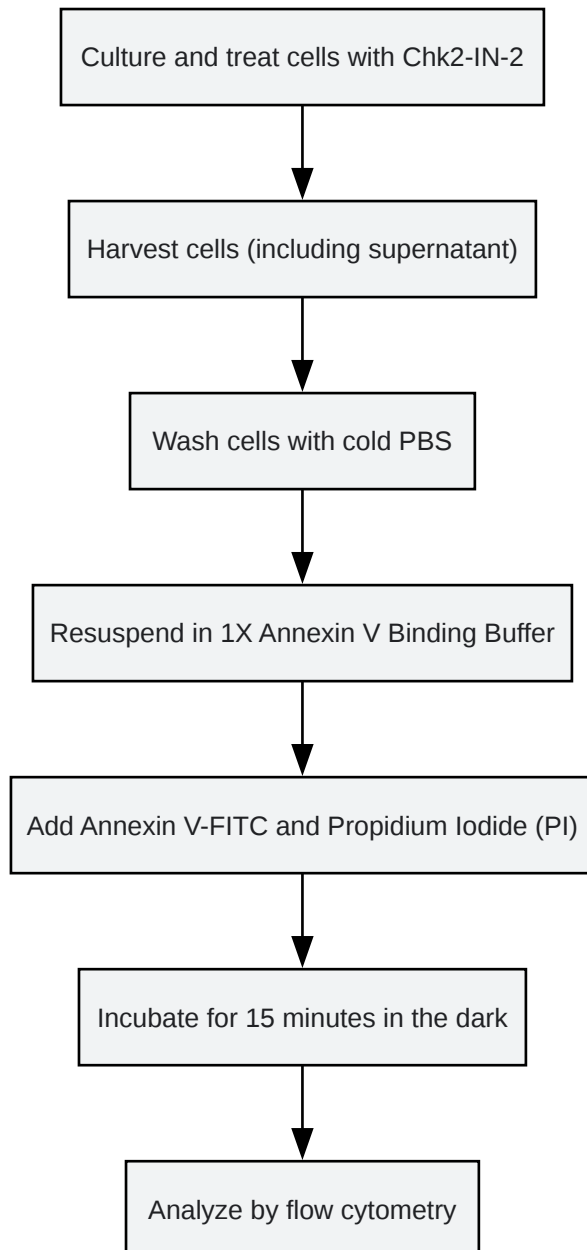 Culture and treat cells with Chk2-IN-2
Harvest cells (including supernatant)
Wash cells with cold PBS
Resuspend in 1X Annexin V Binding Buffer
Add Annexin V-FITC and Propidium Iodide (PI)
Incubate for 15 minutes in the dark
Analyze by flow cytometry